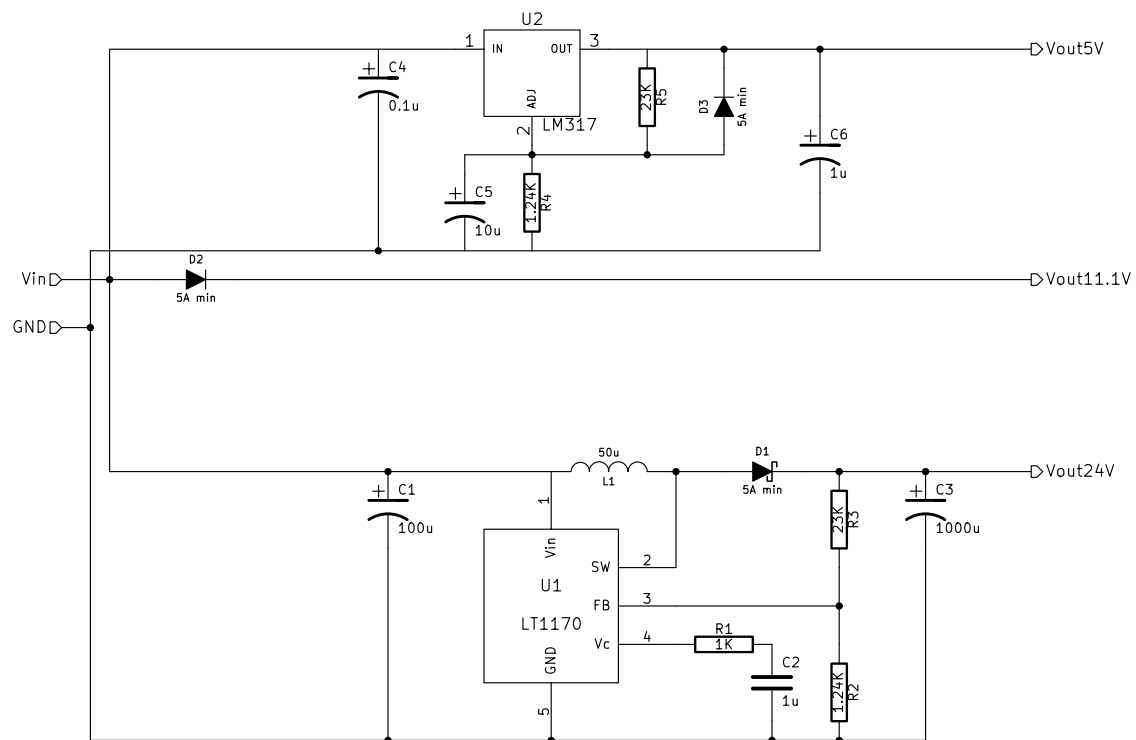 U2
1 IN OUT 3
Vout5V
+ C4
0.1u
ADJ
2
LM317
23K
R5
D3
5A min
+ C6
1u
+ C5
10u
1.24K
R4
Vin
D2
5A min
Vout11.1V
GND
50u
L1
D1
5A min
Vout24V
+ C1
100u
1
Vin
23K
R3
+ C3
1000u
SW 2
U1
FB 3
LT1170
Vc 4
R1
1K
GND
5
C2
1u
1.24K
R2